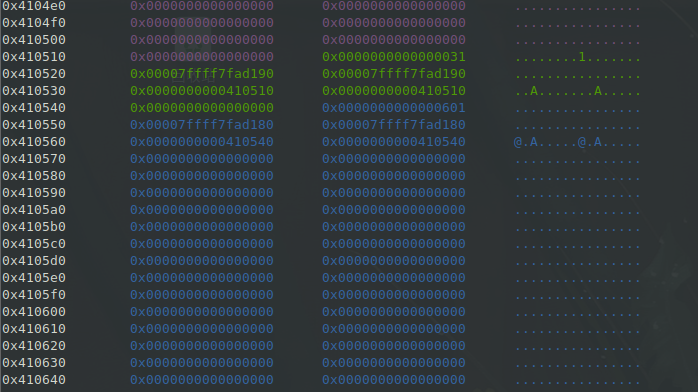 0x4104e0 0x0000000000000000 0x0000000000000000 ................
0x4104f0 0x0000000000000000 0x0000000000000000 ................
0x410500 0x0000000000000000 0x0000000000000000 ................
0x410510 0x0000000000000000 0x0000000000000031 ........1.......
0x410520 0x00007ffff7fad190 0x00007ffff7fad190 ................
0x410530 0x0000000000410510 0x0000000000410510 ..A.......A.....
0x410540 0x0000000000000000 0x0000000000000601 ................
0x410550 0x00007ffff7fad180 0x00007ffff7fad180 ................
0x410560 0x0000000000410540 0x0000000000410540 @.A.....@.A.....
0x410570 0x0000000000000000 0x0000000000000000 ................
0x410580 0x0000000000000000 0x0000000000000000 ................
0x410590 0x0000000000000000 0x0000000000000000 ................
0x4105a0 0x0000000000000000 0x0000000000000000 ................
0x4105b0 0x0000000000000000 0x0000000000000000 ................
0x4105c0 0x0000000000000000 0x0000000000000000 ................
0x4105d0 0x0000000000000000 0x0000000000000000 ................
0x4105e0 0x0000000000000000 0x0000000000000000 ................
0x4105f0 0x0000000000000000 0x0000000000000000 ................
0x410600 0x0000000000000000 0x0000000000000000 ................
0x410610 0x0000000000000000 0x0000000000000000 ................
0x410620 0x0000000000000000 0x0000000000000000 ................
0x410630 0x0000000000000000 0x0000000000000000 ................
0x410640 0x0000000000000000 0x0000000000000000 ................